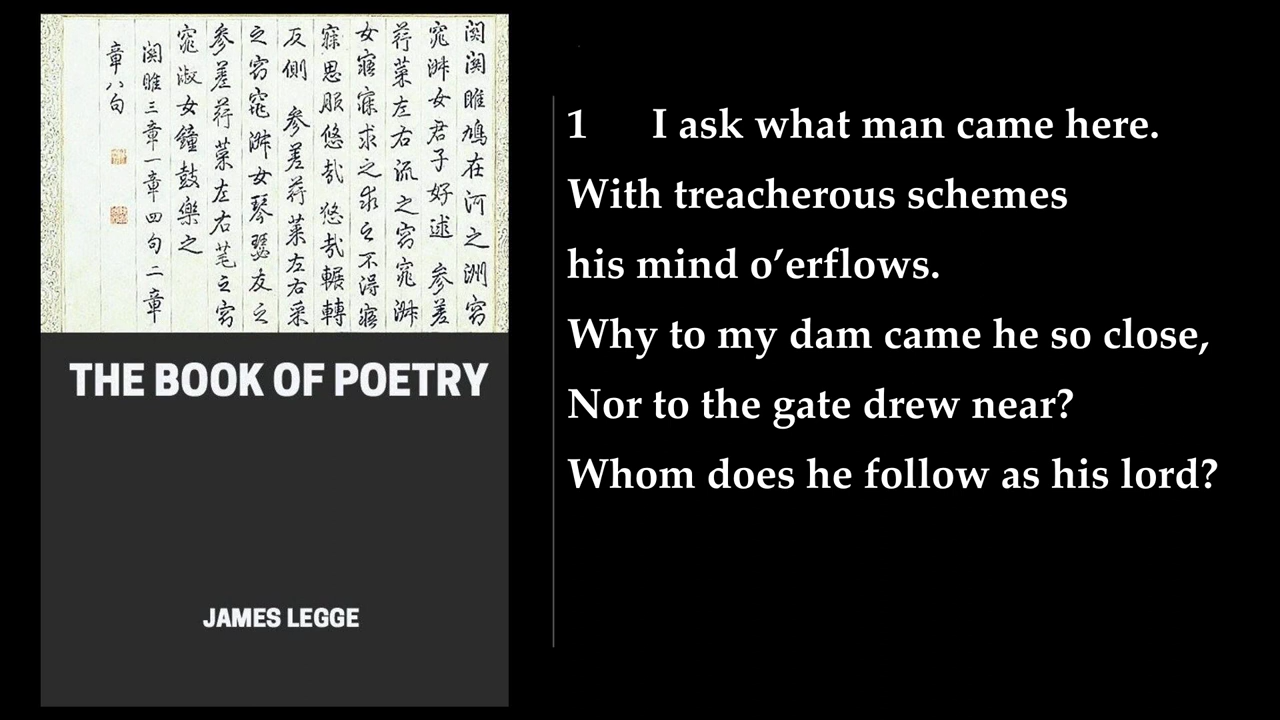 関関雎鳩在河之洲窈
窕淑女君子好逑 參差
荇菜左右流之窈窕淑
女寤寐求之求之不得寤
寐思服悠哉悠哉輾轉
反側 參差荇菜左右采
之窈窕淑女琴瑟友之
參差荇菜左右芼之窈
窕淑女鐘鼓樂之
関雎三章一章四句二章
章八句
THE BOOK OF POETRY
JAMES LEGGE
1 I ask what man came here.
With treacherous schemes
his mind o’erflows.
Why to my dam came he so close,
Nor to the gate drew near?
Whom does he follow as his lord?